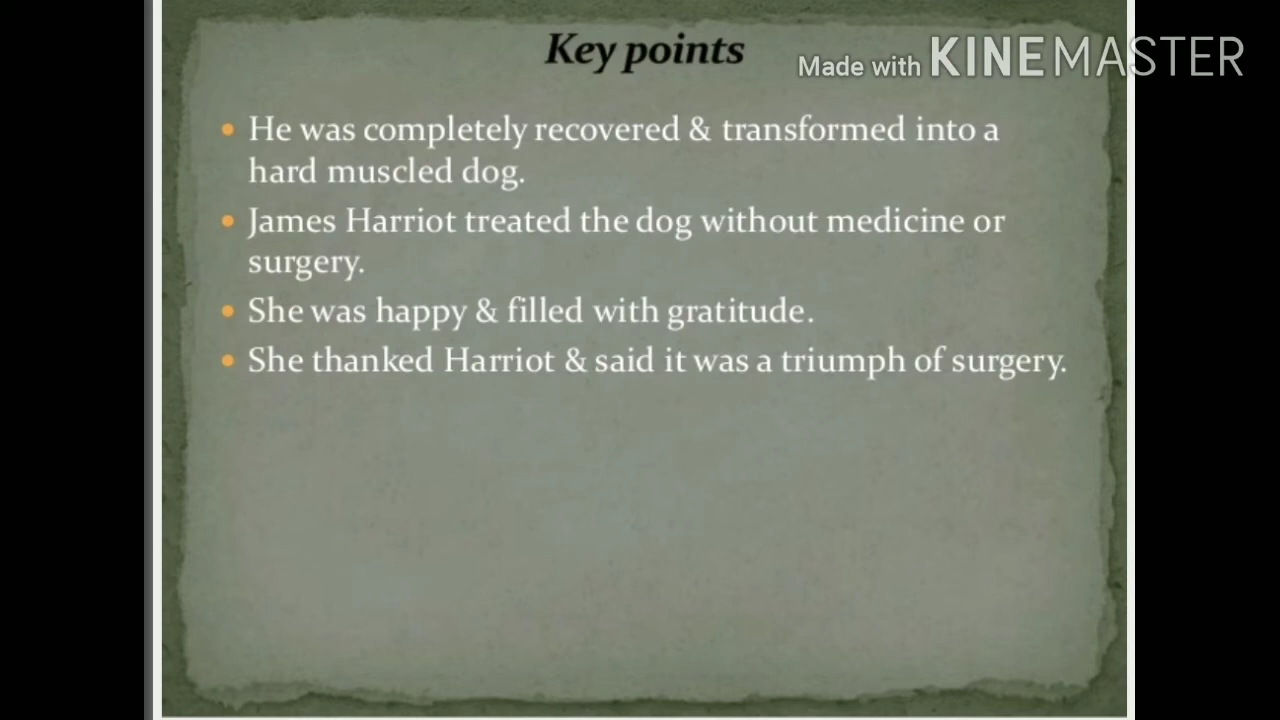 Key points
Made with KINEMASTER
He was completely recovered & transformed into a
hard muscled dog.
James Harriot treated the dog without medicine or
surgery.
She was happy & filled with gratitude.
She thanked Harriot & said it was a triumph of surgery.